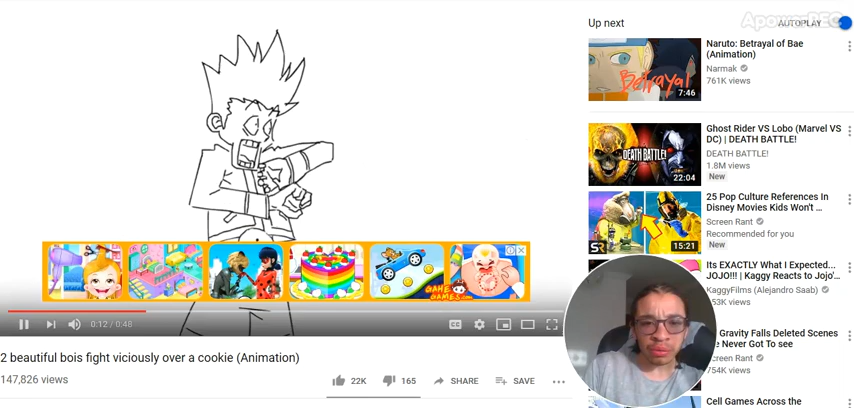 Up next
ApowerREC
AUTOPLAY
Betrayal
7:46
Naruto: Betrayal of Bae
(Animation)
Narmak
761K views
DEATH BATTLE!
22:04
Ghost Rider VS Lobo (Marvel VS
DC) | DEATH BATTLE!
DEATH BATTLE!
1.8M views
New
15:21
25 Pop Culture References In
Disney Movies Kids Won't ...
Screen Rant
Recommended for you
New
Its EXACTLY What I Expected...
JOJO!!! | Kaggy Reacts to Jojo'...
KaggyFilms (Alejandro Saab)
53K views
Gravity Falls Deleted Scenes
Never Got To see
Screen Rant
754K views
Cell Games Across the
0:12 / 0:48
2 beautiful bois fight viciously over a cookie (Animation)
147,826 views
22K
165
SHARE
SAVE